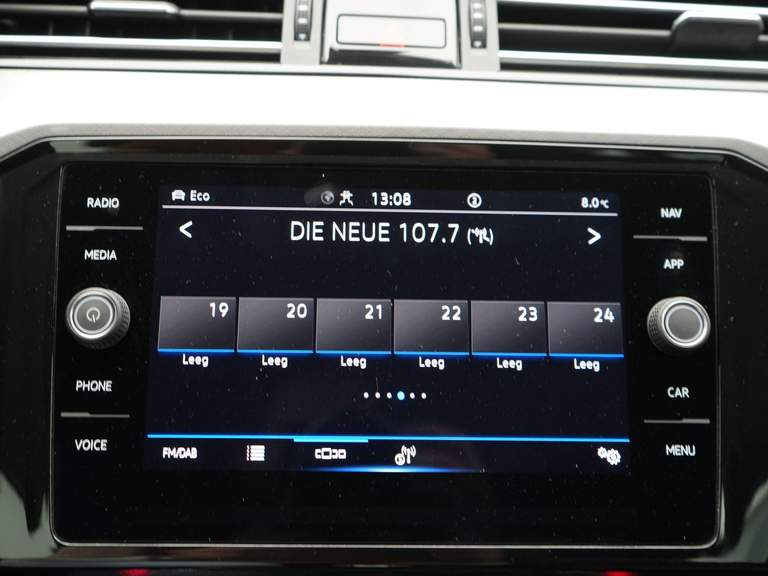 RADIO
MEDIA
PHONE
VOICE
Eco 13:08 2 8.0°C
< DIE NEUE 107.7 >
19 20 21 22 23 24
Leeg Leeg Leeg Leeg Leeg Leeg
FM/DAB
NAV
APP
CAR
MENU